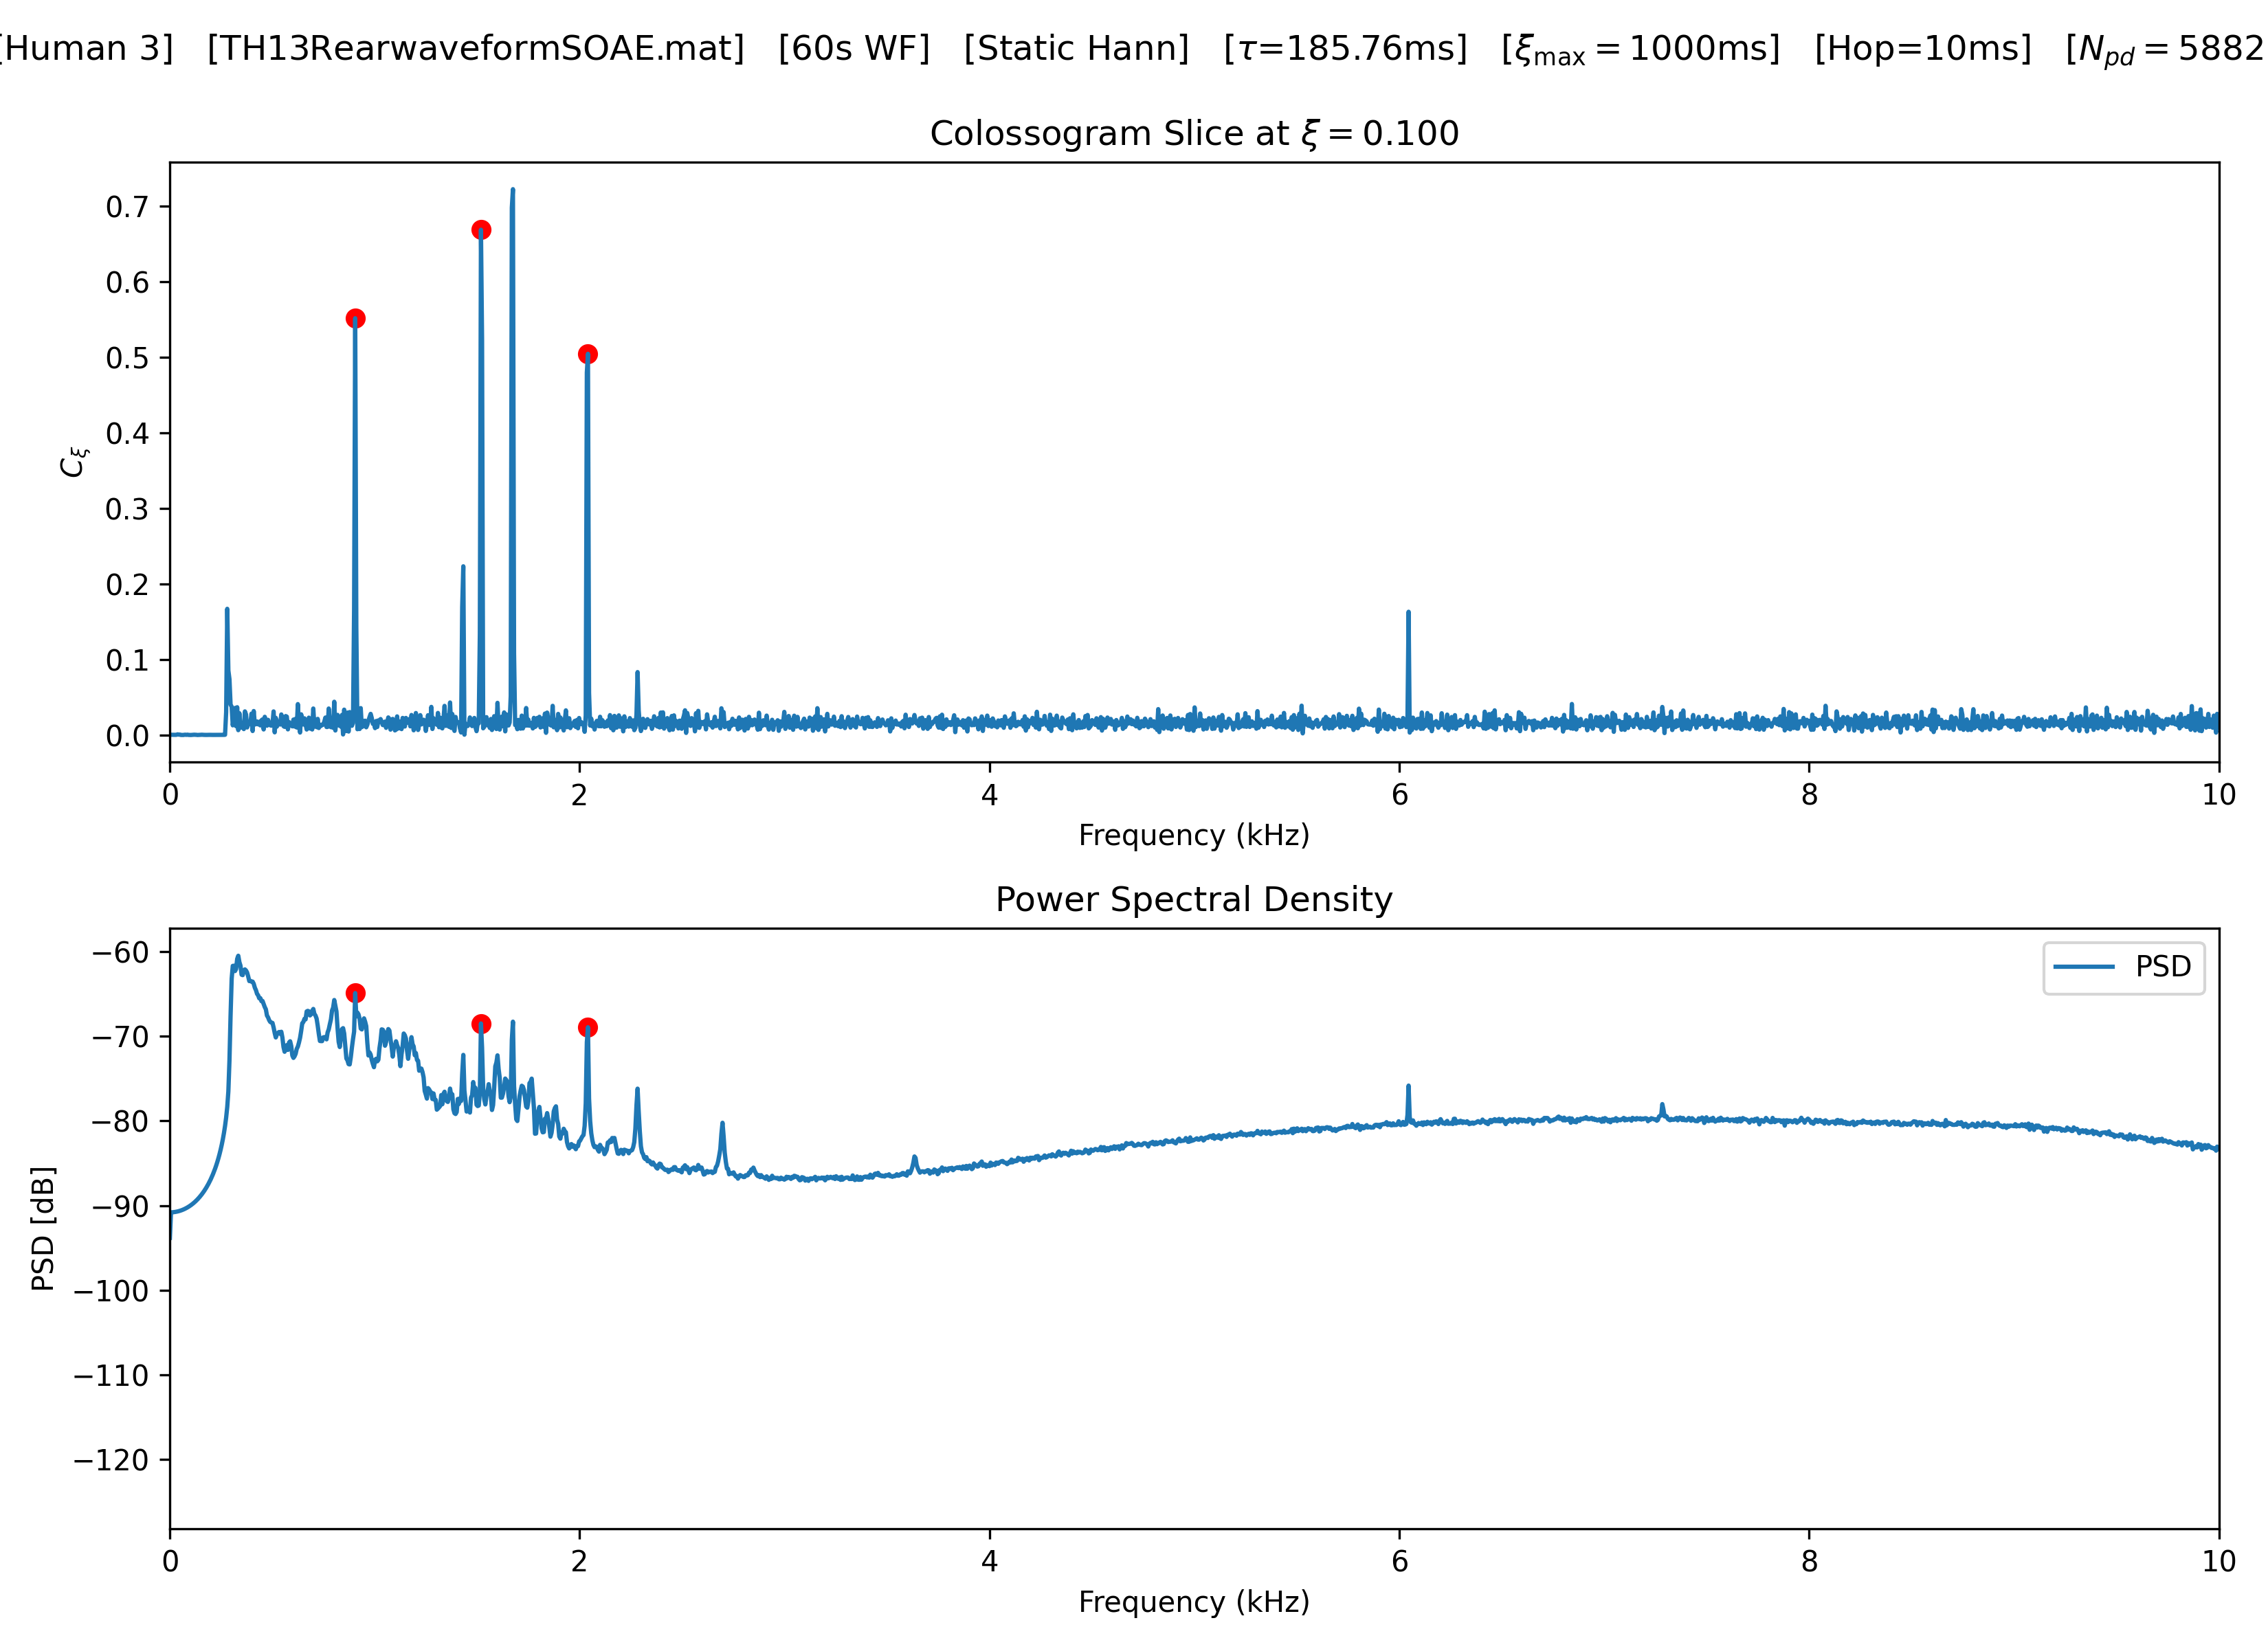 [Human 3] [TH13RearwaveformSOAE.mat] [60s WF] [Static Hann] [τ=185.76ms] [ξmax = 1000ms] [Hop=10ms] [Npd = 5882
Colossogram Slice at ξ = 0.100
0.7
0.6
0.5
0.4
0.3
0.2
0.1
0.0
Cξ
0 2 4 6 8 10
Frequency (kHz)
Power Spectral Density
−60
−70
−80
−90
−100
−110
−120
PSD [dB]
PSD
0 2 4 6 8 10
Frequency (kHz)